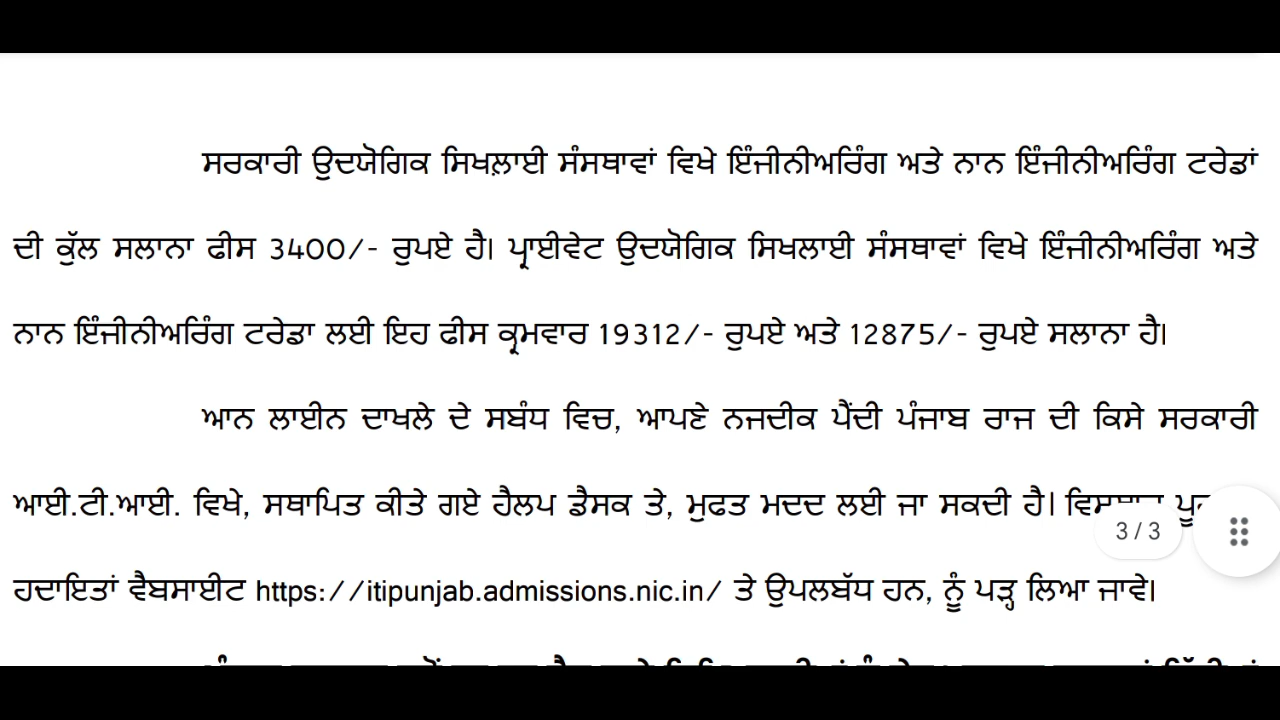 ਸਰਕਾਰੀ ਉਦਯੋਗਿਕ ਸਿਖਲ਼ਾਈ ਸੰਸਥਾਵਾਂ ਵਿਖੇ ਇੰਜੀਨੀਅਰਿੰਗ ਅਤੇ ਨਾਨ ਇੰਜੀਨੀਅਰਿੰਗ ਟਰੇਡਾਂ
ਦੀ ਕੁੱਲ ਸਲਾਨਾ ਫੀਸ 3400/- ਰੁਪਏ ਹੈ। ਪ੍ਰਾਈਵੇਟ ਉਦਯੋਗਿਕ ਸਿਖਲਾਈ ਸੰਸਥਾਵਾਂ ਵਿਖੇ ਇੰਜੀਨੀਅਰਿੰਗ ਅਤੇ
ਨਾਨ ਇੰਜੀਨੀਅਰਿੰਗ ਟਰੇਡਾ ਲਈ ਇਹ ਫੀਸ ਕ੍ਰਮਵਾਰ 19312/- ਰੁਪਏ ਅਤੇ 12875/- ਰੁਪਏ ਸਲਾਨਾ ਹੈ।
ਆਨ ਲਾਈਨ ਦਾਖਲੇ ਦੇ ਸਬੰਧ ਵਿਚ, ਆਪਣੇ ਨਜਦੀਕ ਪੈਂਦੀ ਪੰਜਾਬ ਰਾਜ ਦੀ ਕਿਸੇ ਸਰਕਾਰੀ
ਆਈ.ਟੀ.ਆਈ. ਵਿਖੇ, ਸਥਾਪਿਤ ਕੀਤੇ ਗਏ ਹੈਲਪ ਡੈਸਕ ਤੇ, ਮੁਫਤ ਮਦਦ ਲਈ ਜਾ ਸਕਦੀ ਹੈ।
3/3
ਹਦਾਇਤਾਂ ਵੈਬਸਾਈਟ https://itipunjab.admissions.nic.in/ ਤੇ ਉਪਲਬੱਧ ਹਨ, ਨੂੰ ਪੜ੍ਹ ਲਿਆ ਜਾਵੇ।